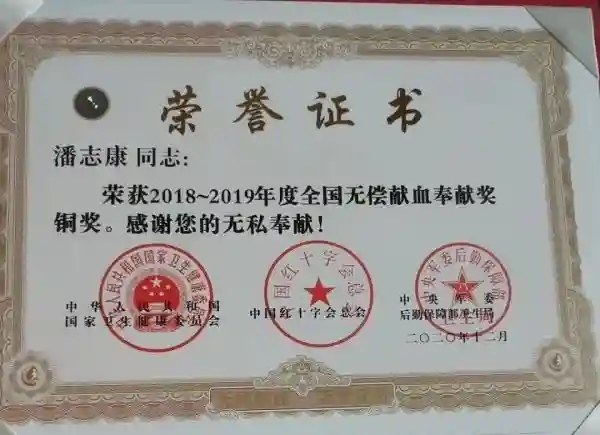 荣誉证书
潘志康 同志:
荣获2018~2019年度全国无偿献血奉献奖
铜奖。感谢您的无私奉献!
中华人民共和国
国家卫生健康委员会
中国红十字会总会
中央军委
后勤保障部卫生局
二〇二〇年十二月